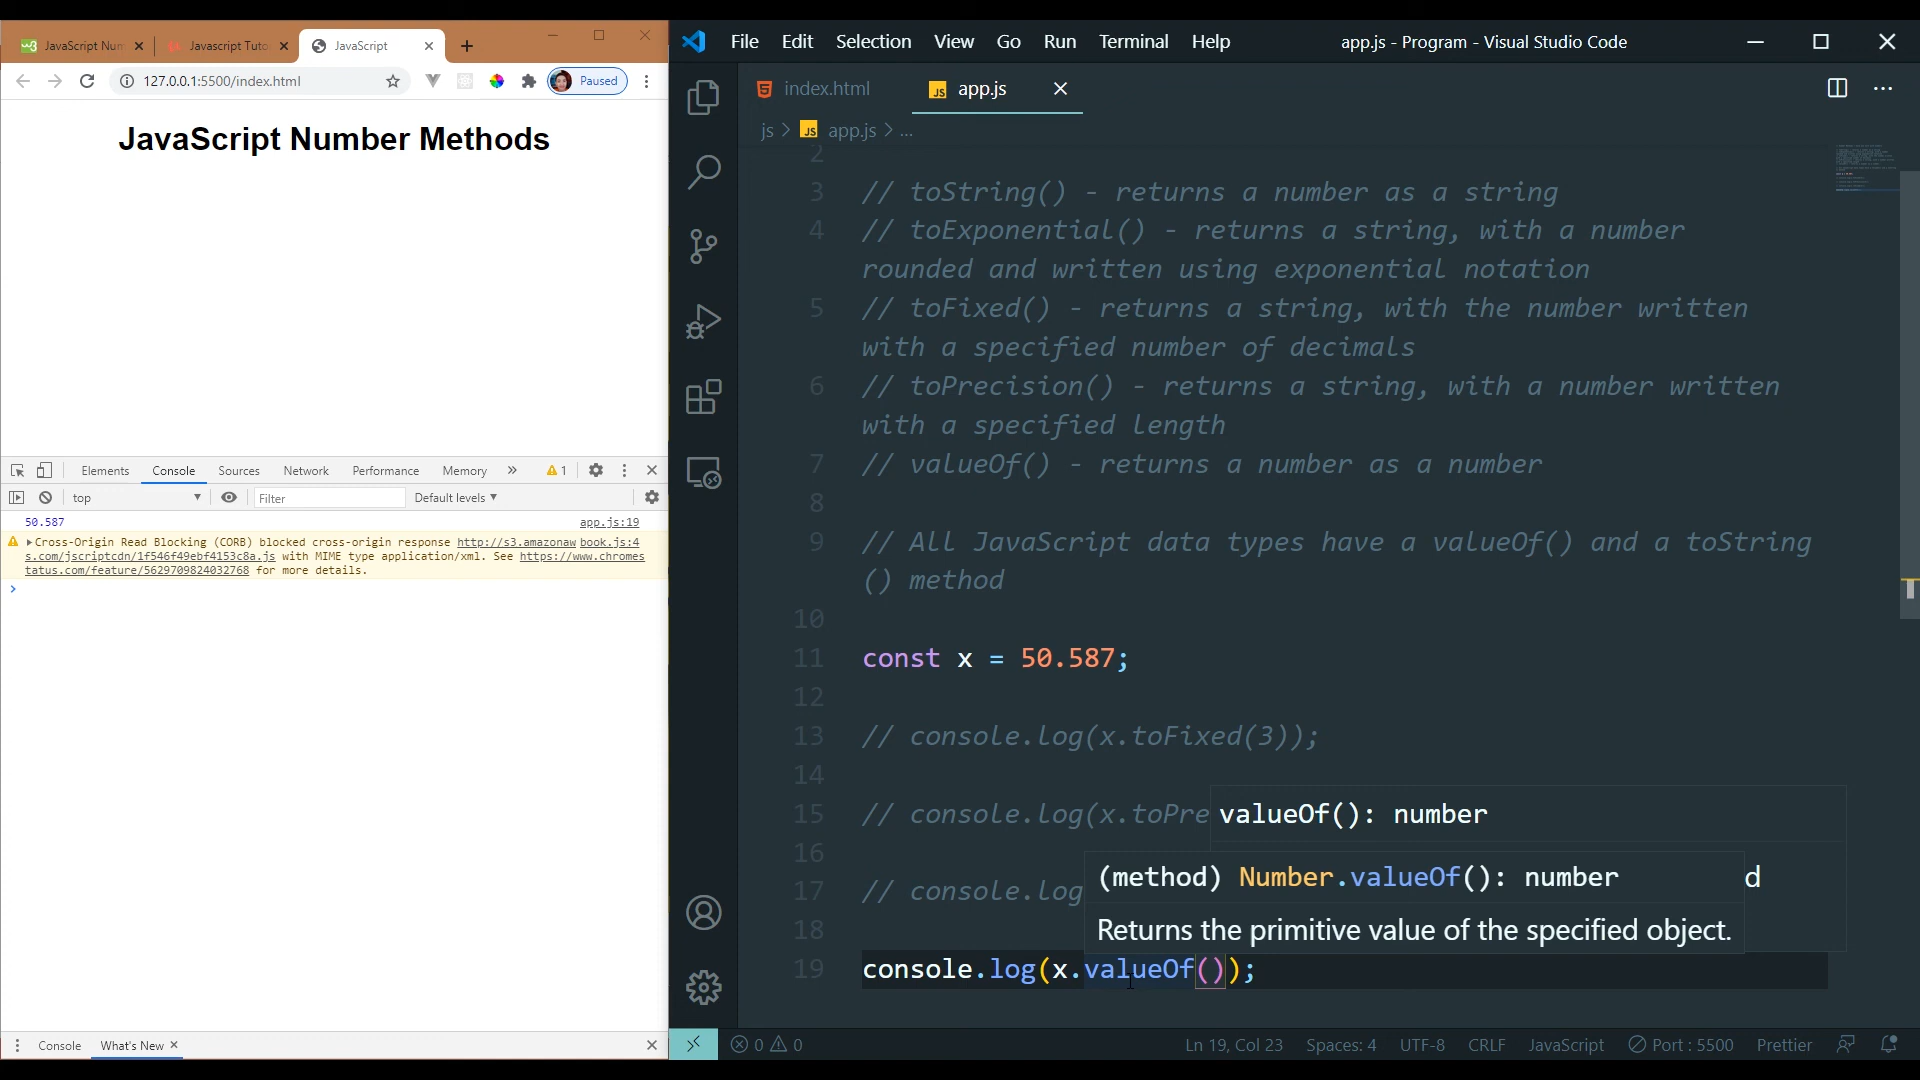 JavaScript Num
Javascript Tuto
JavaScript
127.0.0.1:5500/index.html
Paused
JavaScript Number Methods
Elements
Console
Sources
Network
Performance
Memory
1
top
Filter
Default levels
50.587
app.js:19
Cross-Origin Read Blocking (CORB) blocked cross-origin response http://s3.amazonaw book.js:4
s.com/jscriptcdn/1f546f49ebf4153c8a.js with MIME type application/xml. See https://www.chromes
tatus.com/feature/5629709824032768 for more details.
Console
What's New
File Edit Selection View Go Run Terminal Help
app.js - Program - Visual Studio Code
index.html
JS app.js
js > JS app.js > ...
2
3 // toString() - returns a number as a string
4 // toExponential() - returns a string, with a number
rounded and written using exponential notation
5 // toFixed() - returns a string, with the number written
with a specified number of decimals
6 // toPrecision() - returns a string, with a number written
with a specified length
7 // valueOf() - returns a number as a number
8
9 // All JavaScript data types have a valueOf() and a toString
() method
10
11 const x = 50.587;
12
13 // console.log(x.toFixed(3));
14
15 // console.log(x.toPre
valueOf(): number
16
(method) Number.valueOf(): number
d
17 // console.log
18
Returns the primitive value of the specified object.
19 console.log(x.valueOf());
0 0
Ln 19, Col 23
Spaces: 4
UTF-8
CRLF
JavaScript
Port : 5500
Prettier